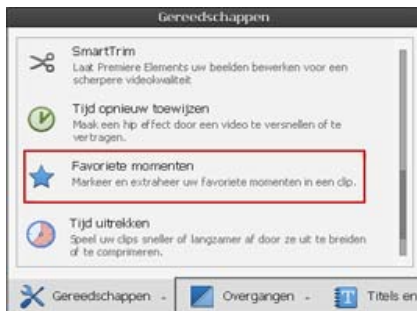 Gereedschappen
SmartTrim
Laat Premiere Elements uw beelden bewerken voor een
scherpere videokwaliteit
Tijd opnieuw toewijzen
Maak een hip effect door een video te versnellen of te
vertragen.
Favoriete momenten
Markeer en extraheer uw favoriete momenten in een clip.
Tijd uitrekken
Speel uw clips sneller of langzamer af door ze uit te breiden
of te comprimeren.
Gereedschappen - Overgangen - Titels en